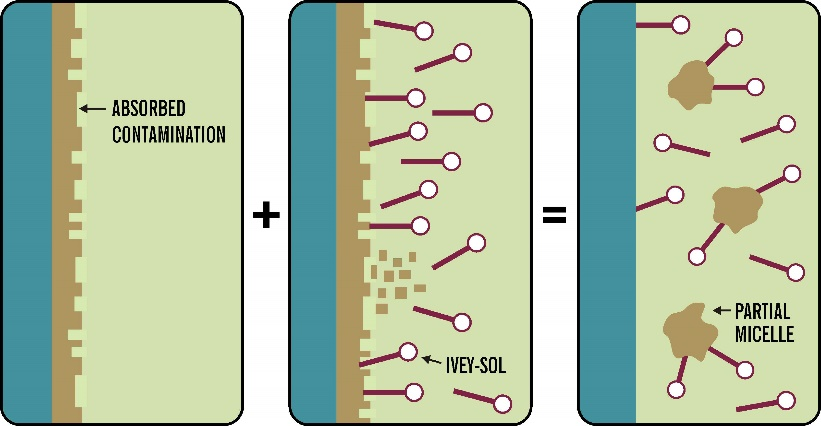 ABSORBED
CONTAMINATION
+
IVEY-SOL
=
PARTIAL
MICELLE